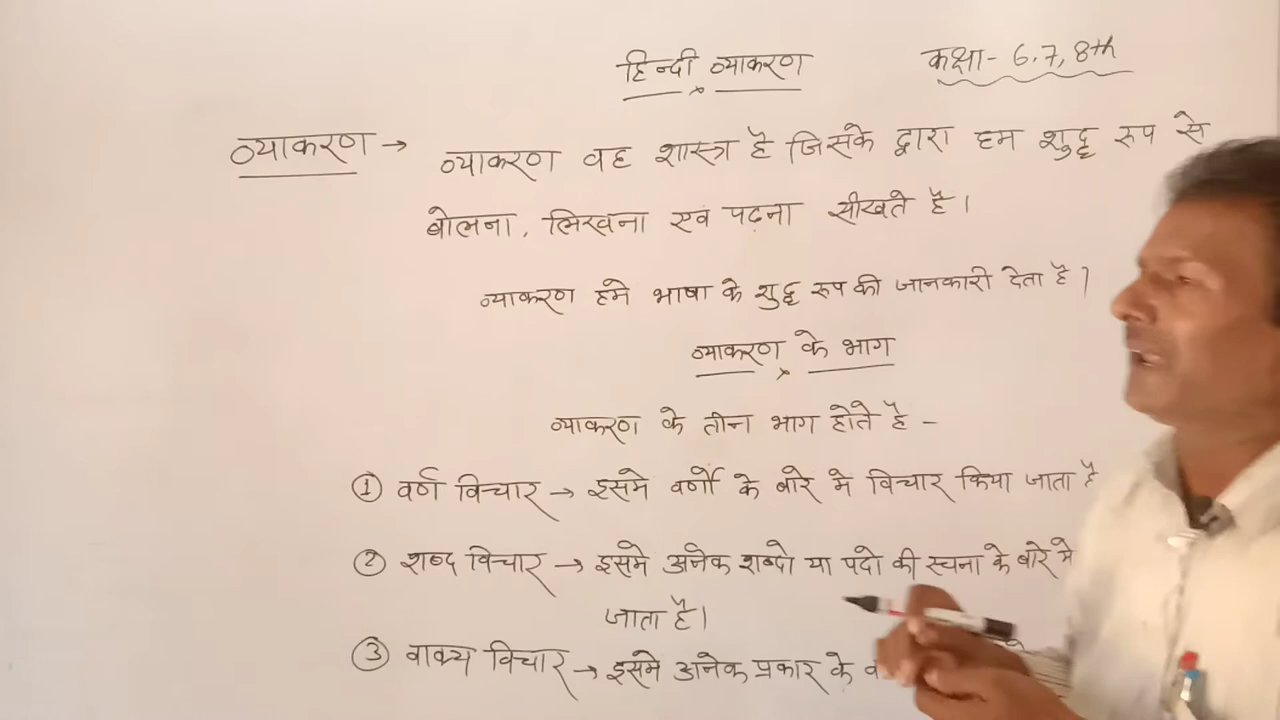 हिन्दी व्याकरण
कक्षा- 6.7, 8th
व्याकरण → व्याकरण वह शास्त्र है जिसके द्वारा हम शुद्ध रूप से
बोलना, लिखना एव पढ़ना सीखते है।
व्याकरण हमे भाषा के शुद्ध रूप की जानकारी देता है।
व्याकरण के भाग
व्याकरण के तीन भाग होते है -
① वर्ण विचार → इसमे वर्णो के बारे मे विचार किया जाता है
② शब्द विचार → इसमे अनेक शब्दो या पदो की रचना के बारे मे
जाता है।
③ वाक्य विचार → इसमे अनेक प्रकार के